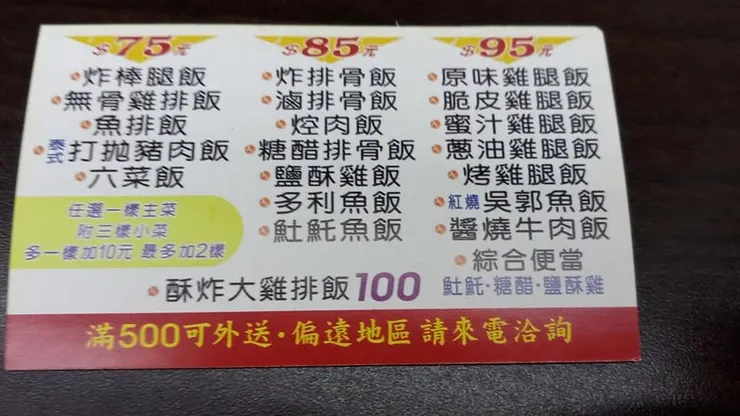 $75元
炸棒腿飯
無骨雞排飯
魚排飯
泰式打拋豬肉飯
六菜飯
任選一樣主菜
附三樣小菜
多一樣加10元 最多加2樣
$85元
炸排骨飯
滷排骨飯
焢肉飯
糖醋排骨飯
鹽酥雞飯
多利魚飯
魠魠魚飯
$95元
原味雞腿飯
脆皮雞腿飯
蜜汁雞腿飯
蔥油雞腿飯
烤雞腿飯
紅燒吳郭魚飯
醬燒牛肉飯
綜合便當
魠魠·糖醋·鹽酥雞
酥炸大雞排飯100
滿500可外送·偏遠地區請來電洽詢